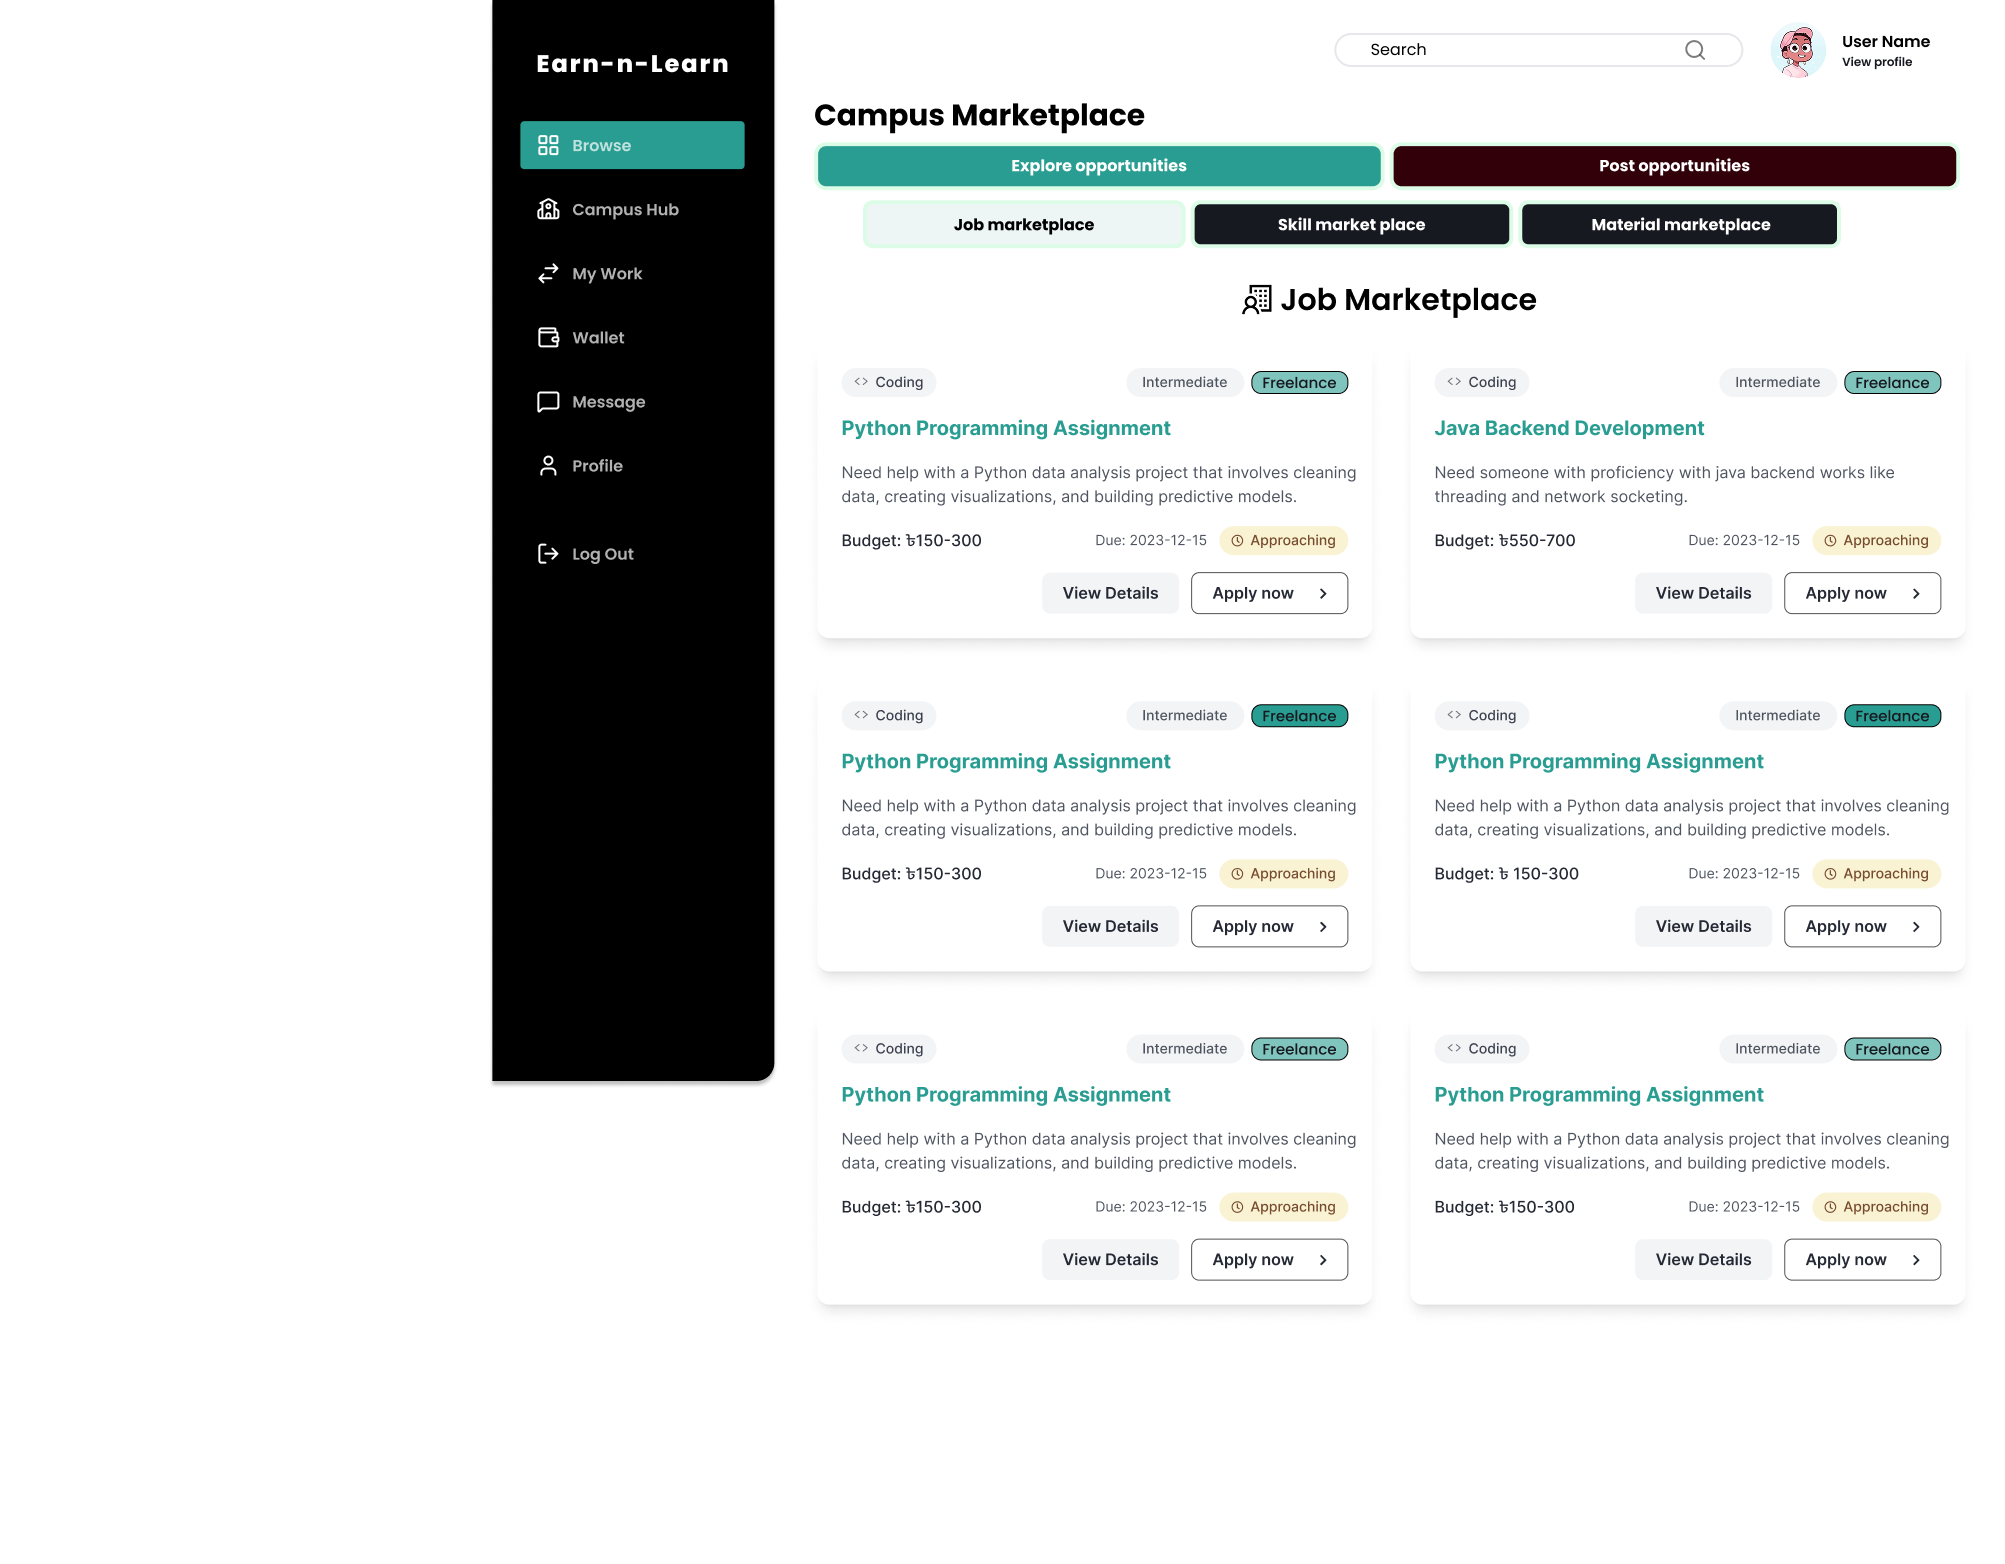 Earn-n-Learn
Browse
Campus Hub
My Work
Wallet
Message
Profile
Log Out
Search
User Name
View profile
Campus Marketplace
Explore opportunities
Post opportunities
Job marketplace
Skill market place
Material marketplace
Job Marketplace
<> Coding
Intermediate
Freelance
Python Programming Assignment
Need help with a Python data analysis project that involves cleaning
data, creating visualizations, and building predictive models.
Budget: ৳150-300
Due: 2023-12-15
Approaching
View Details
Apply now
<> Coding
Intermediate
Freelance
Java Backend Development
Need someone with proficiency with java backend works like
threading and network socketing.
Budget: ৳550-700
Due: 2023-12-15
Approaching
View Details
Apply now
<> Coding
Intermediate
Freelance
Python Programming Assignment
Need help with a Python data analysis project that involves cleaning
data, creating visualizations, and building predictive models.
Budget: ৳150-300
Due: 2023-12-15
Approaching
View Details
Apply now
<> Coding
Intermediate
Freelance
Python Programming Assignment
Need help with a Python data analysis project that involves cleaning
data, creating visualizations, and building predictive models.
Budget: ৳ 150-300
Due: 2023-12-15
Approaching
View Details
Apply now
<> Coding
Intermediate
Freelance
Python Programming Assignment
Need help with a Python data analysis project that involves cleaning
data, creating visualizations, and building predictive models.
Budget: ৳150-300
Due: 2023-12-15
Approaching
View Details
Apply now
<> Coding
Intermediate
Freelance
Python Programming Assignment
Need help with a Python data analysis project that involves cleaning
data, creating visualizations, and building predictive models.
Budget: ৳150-300
Due: 2023-12-15
Approaching
View Details
Apply now